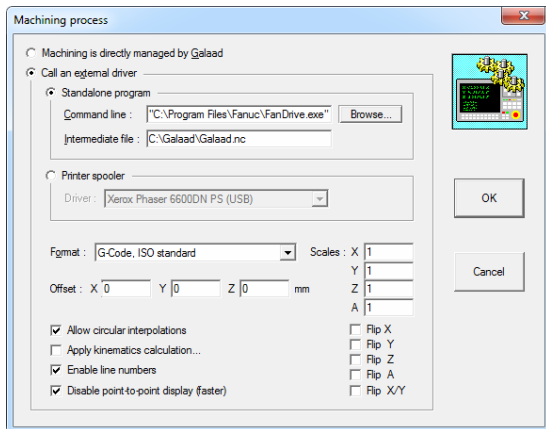 Machining process
Machining is directly managed by Galaad
Call an external driver
Standalone program
Command line : "C:\Program Files\Fanuc\FanDrive.exe" Browse...
Intermediate file : C:\Galaad\Galaad.nc
Printer spooler
Driver : Xerox Phaser 6600DN PS (USB)
OK
Format : G-Code, ISO standard Scales : X 1
Y 1
Offset : X 0 Y 0 Z 0 mm Z 1
A 1
Cancel
Allow circular interpolations Flip X
Apply kinematics calculation... Flip Y
Enable line numbers Flip Z
Flip A
Disable point-to-point display (faster) Flip X/Y